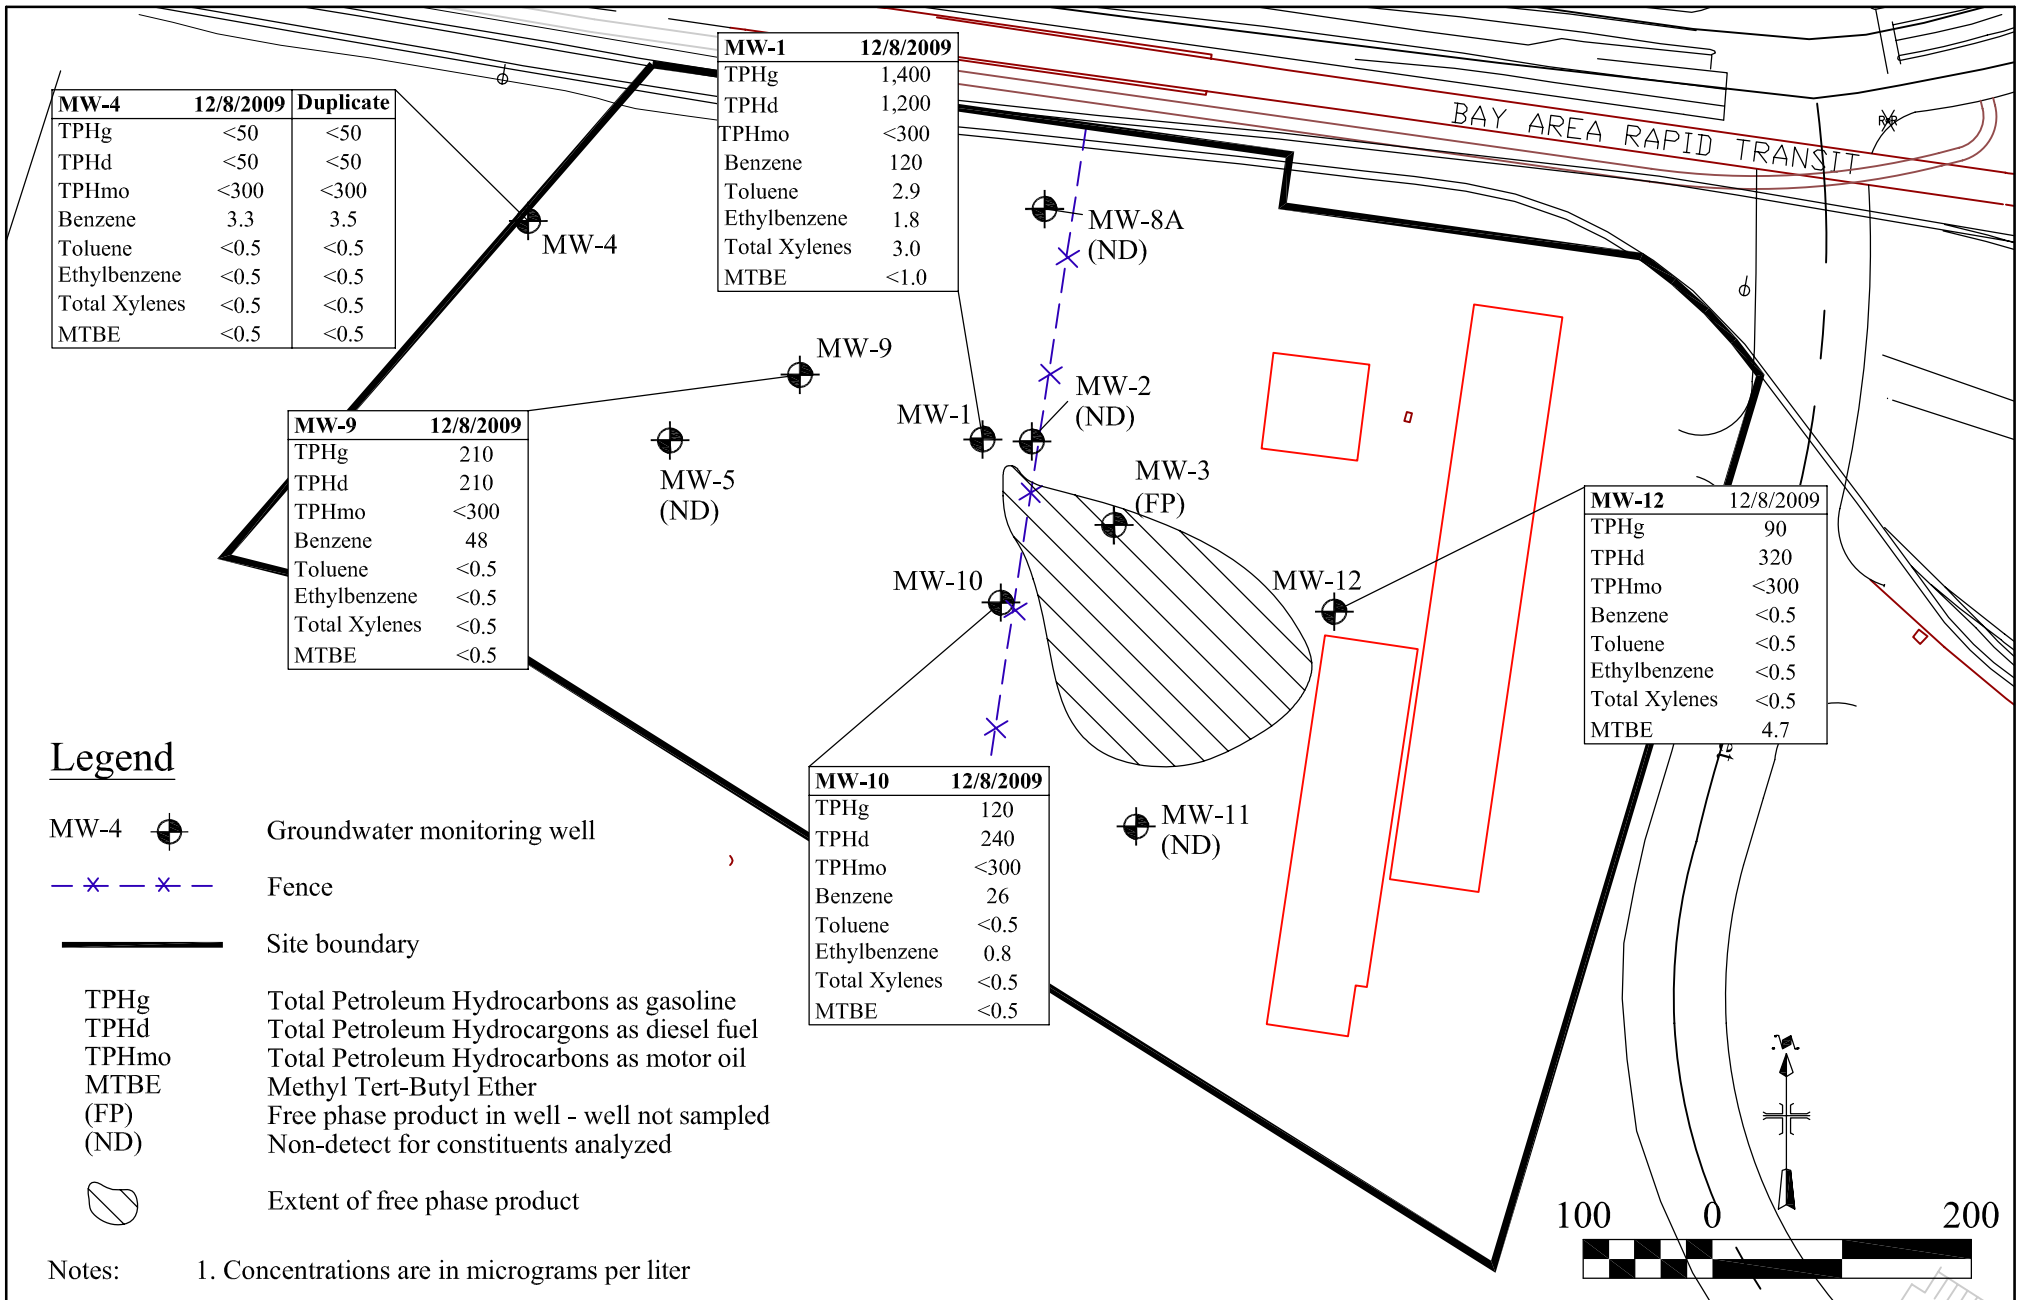 MW-4 12/8/2009 Duplicate
TPHg <50 <50
TPHd <50 <50
TPHmo <300 <300
Benzene 3.3 3.5
Toluene <0.5 <0.5
Ethylbenzene <0.5 <0.5
Total Xylenes <0.5 <0.5
MTBE <0.5 <0.5
MW-1 12/8/2009
TPHg 1,400
TPHd 1,200
TPHmo <300
Benzene 120
Toluene 2.9
Ethylbenzene 1.8
Total Xylenes 3.0
MTBE <1.0
BAY AREA RAPID TRANSIT
MW-4
MW-8A
(ND)
MW-9
MW-2
(ND)
MW-1
MW-5
(ND)
MW-3
(FP)
MW-10
MW-12
MW-11
(ND)
MW-9 12/8/2009
TPHg 210
TPHd 210
TPHmo <300
Benzene 48
Toluene <0.5
Ethylbenzene <0.5
Total Xylenes <0.5
MTBE <0.5
MW-12 12/8/2009
TPHg 90
TPHd 320
TPHmo <300
Benzene <0.5
Toluene <0.5
Ethylbenzene <0.5
Total Xylenes <0.5
MTBE 4.7
MW-10 12/8/2009
TPHg 120
TPHd 240
TPHmo <300
Benzene 26
Toluene <0.5
Ethylbenzene 0.8
Total Xylenes <0.5
MTBE <0.5
Legend
MW-4 Groundwater monitoring well
Fence
Site boundary
TPHg Total Petroleum Hydrocarbons as gasoline
TPHd Total Petroleum Hydrocargons as diesel fuel
TPHmo Total Petroleum Hydrocarbons as motor oil
MTBE Methyl Tert-Butyl Ether
(FP) Free phase product in well - well not sampled
(ND) Non-detect for constituents analyzed
Extent of free phase product
Notes: 1. Concentrations are in micrograms per liter
100 0 200